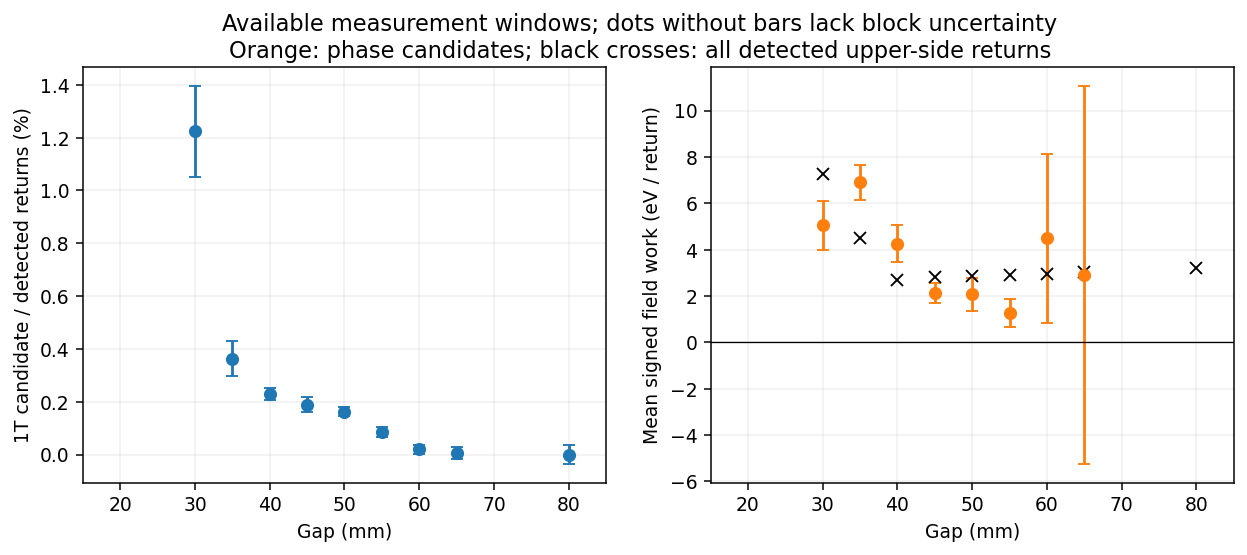 Available measurement windows; dots without bars lack block uncertainty
Orange: phase candidates; black crosses: all detected upper-side returns
1T candidate / detected returns (%)
1.4
1.2
1.0
0.8
0.6
0.4
0.2
0.0
20 30 40 50 60 70 80
Gap (mm)
Mean signed field work (eV / return)
10
8
6
4
2
0
−2
−4
−6
20 30 40 50 60 70 80
Gap (mm)